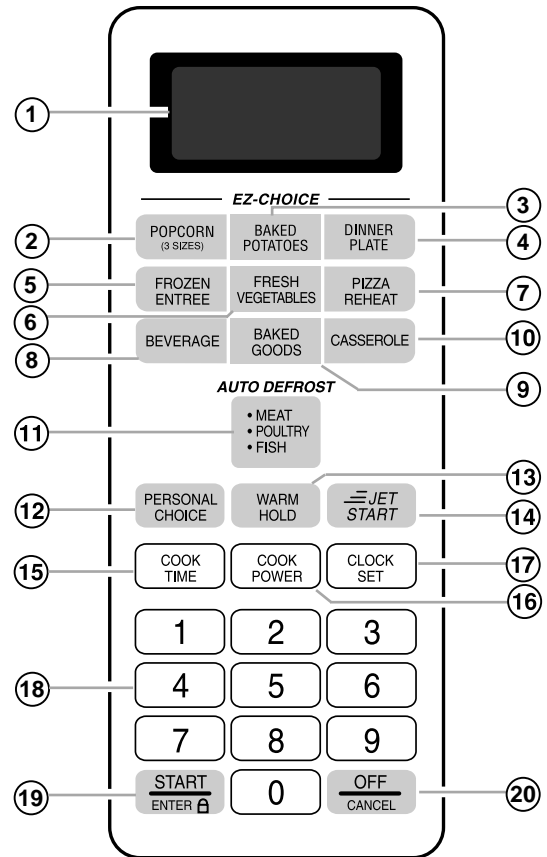 1
EZ-CHOICE
3
2
POPCORN
(3 SIZES)
BAKED
POTATOES
DINNER
PLATE
4
5
FROZEN
ENTREE
FRESH
VEGETABLES
PIZZA
REHEAT
7
6
8
BEVERAGE
BAKED
GOODS
CASSEROLE
10
9
AUTO DEFROST
11
• MEAT
• POULTRY
• FISH
13
12
PERSONAL
CHOICE
WARM
HOLD
JET
START
14
15
COOK
TIME
COOK
POWER
CLOCK
SET
17
16
1 2 3
18
4 5 6
7 8 9
19
START
ENTER
0
OFF
CANCEL
20